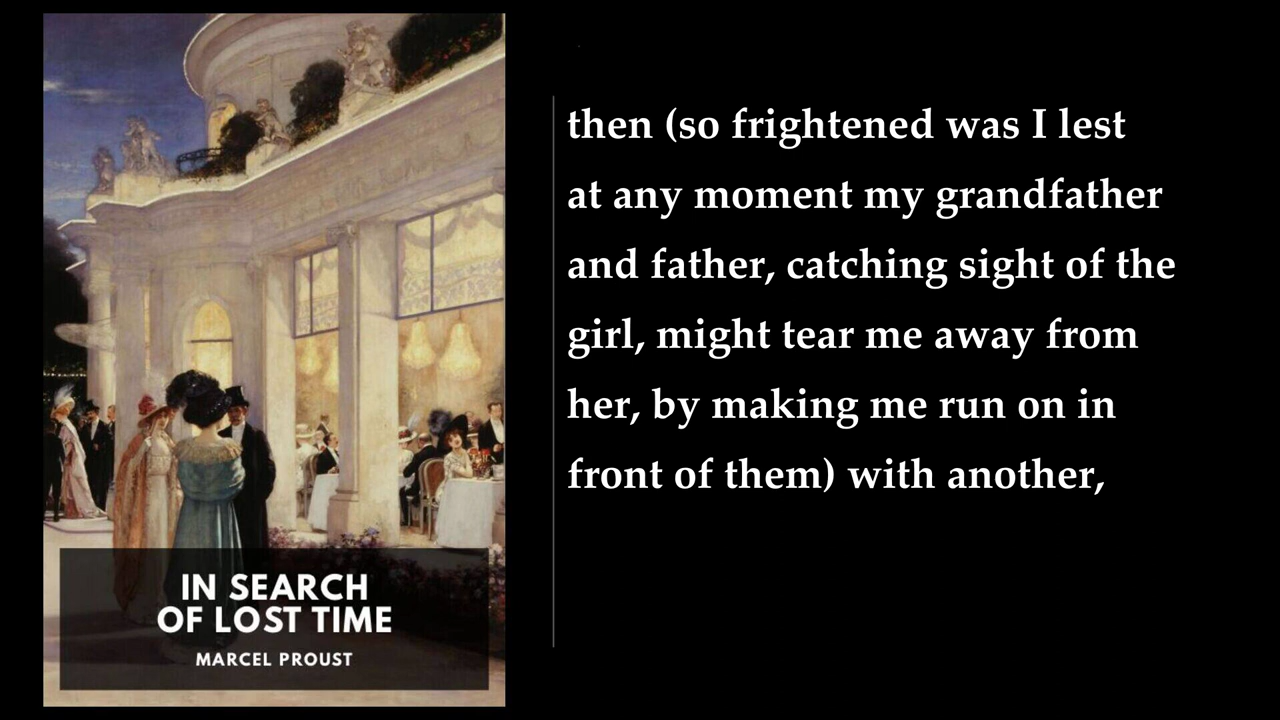 IN SEARCH
OF LOST TIME
MARCEL PROUST
then (so frightened was I lest
at any moment my grandfather
and father, catching sight of the
girl, might tear me away from
her, by making me run on in
front of them) with another,